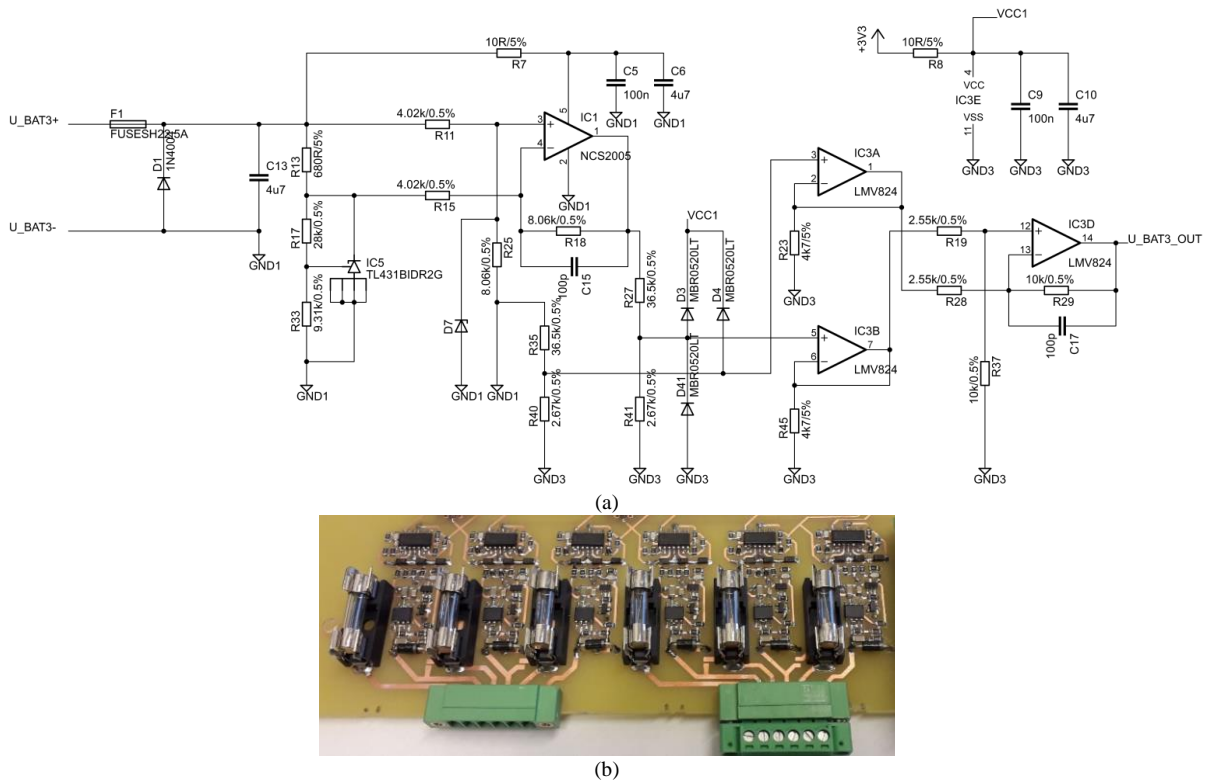 VCC1
+3V3
10R/5%
R7
10R/5%
R8
C5
100n
C6
4u7
GND1
GND1
4
VCC
IC3E
VSS
11
C9
100n
C10
4u7
GND3
GND3
GND3
U_BAT3+
F1
FUSESH22,5A
D1
1N400
C13
4u7
U_BAT3-
GND1
R13
680R/5%
R17
28k/0.5%
R33
9.31k/0.5%
GND1
IC5
TL431BIDR2G
4.02k/0.5%
R11
4.02k/0.5%
R15
5
3
4
2
1
IC1
NCS2005
GND1
8.06k/0.5%
R18
100p
C15
D7
GND1
R25
8.06k/0.5%
GND1
R35
36.5k/0.5%
R40
2.67k/0.5%
GND3
R27
36.5k/0.5%
R41
2.67k/0.5%
GND3
VCC1
D3
MBR0520LT
D4
MBR0520LT
D41
MBR0520LT
GND3
3
2
1
IC3A
LMV824
R23
4k7/5%
GND3
5
6
7
IC3B
LMV824
R45
4k7/5%
GND3
2.55k/0.5%
R19
2.55k/0.5%
R28
12
13
14
IC3D
LMV824
U_BAT3_OUT
10k/0.5%
R29
100p
C17
R37
10k/0.5%
GND3
(a)
(b)